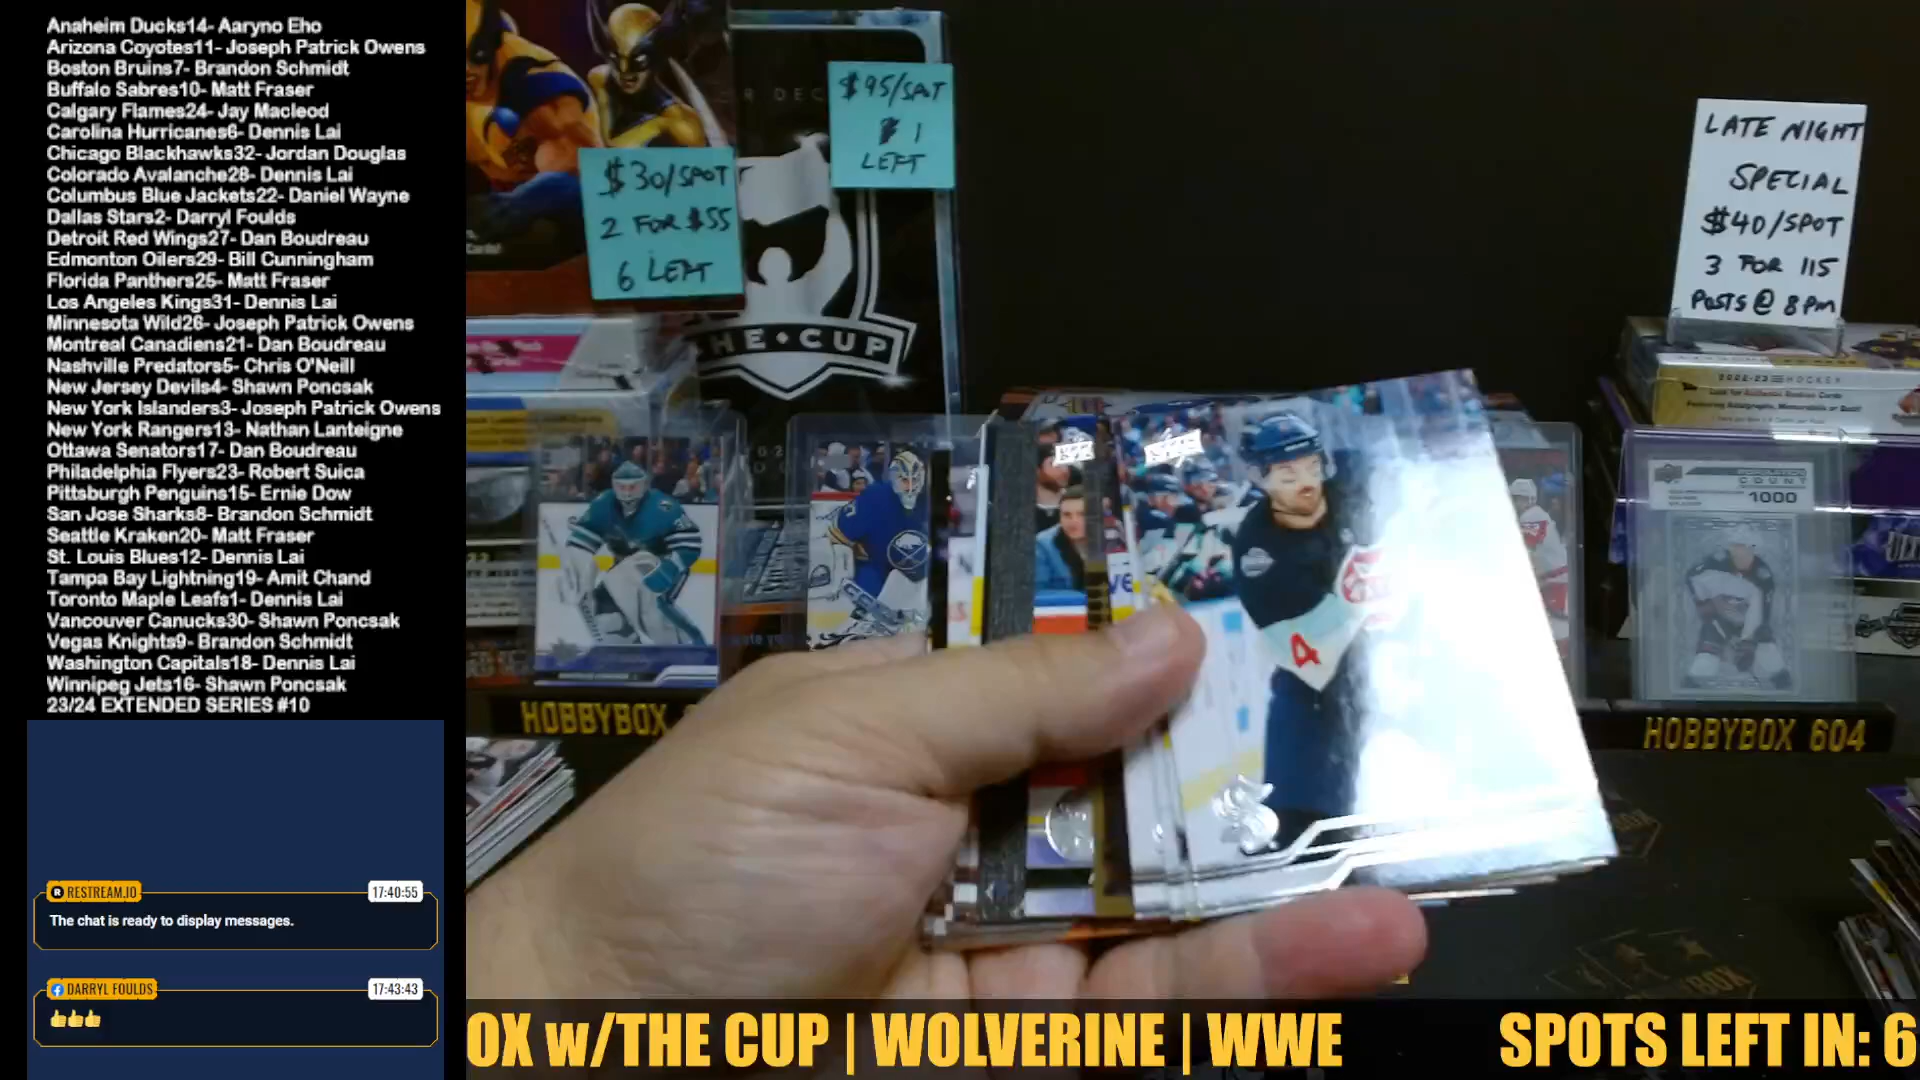 Anaheim Ducks14- Aaryno Eho
Arizona Coyotes11- Joseph Patrick Owens
Boston Bruins7- Brandon Schmidt
Buffalo Sabres10- Matt Fraser
Calgary Flames24- Jay Macleod
Carolina Hurricanes6- Dennis Lai
Chicago Blackhawks32- Jordan Douglas
Colorado Avalanche28- Dennis Lai
Columbus Blue Jackets22- Daniel Wayne
Dallas Stars2- Darryl Foulds
Detroit Red Wings27- Dan Boudreau
Edmonton Oilers29- Bill Cunningham
Florida Panthers25- Matt Fraser
Los Angeles Kings31- Dennis Lai
Minnesota Wild26- Joseph Patrick Owens
Montreal Canadiens21- Dan Boudreau
Nashville Predators5- Chris O'Neill
New Jersey Devils4- Shawn Poncsak
New York Islanders3- Joseph Patrick Owens
New York Rangers13- Nathan Lanteigne
Ottawa Senators17- Dan Boudreau
Philadelphia Flyers23- Robert Suica
Pittsburgh Penguins15- Ernie Dow
San Jose Sharks8- Brandon Schmidt
Seattle Kraken20- Matt Fraser
St. Louis Blues12- Dennis Lai
Tampa Bay Lightning19- Amit Chand
Toronto Maple Leafs1- Dennis Lai
Vancouver Canucks30- Shawn Poncsak
Vegas Knights9- Brandon Schmidt
Washington Capitals18- Dennis Lai
Winnipeg Jets16- Shawn Poncsak
23/24 EXTENDED SERIES #10
RESTREAM.IO 17:40:55
The chat is ready to display messages.
DARRYL FOULDS 17:43:43
👍👍👍
$30/SPOT
2 FOR $55
6 LEFT
$95/SPOT
1
LEFT
THE CUP
LATE NIGHT
SPECIAL
$40/SPOT
3 FOR 115
POSTS @ 8PM
2022-23 HOCKEY
POPULATION
COUNT
1000
4
HOBBYBOX
HOBBYBOX 604
OX w/THE CUP | WOLVERINE | WWE
SPOTS LEFT IN: 6